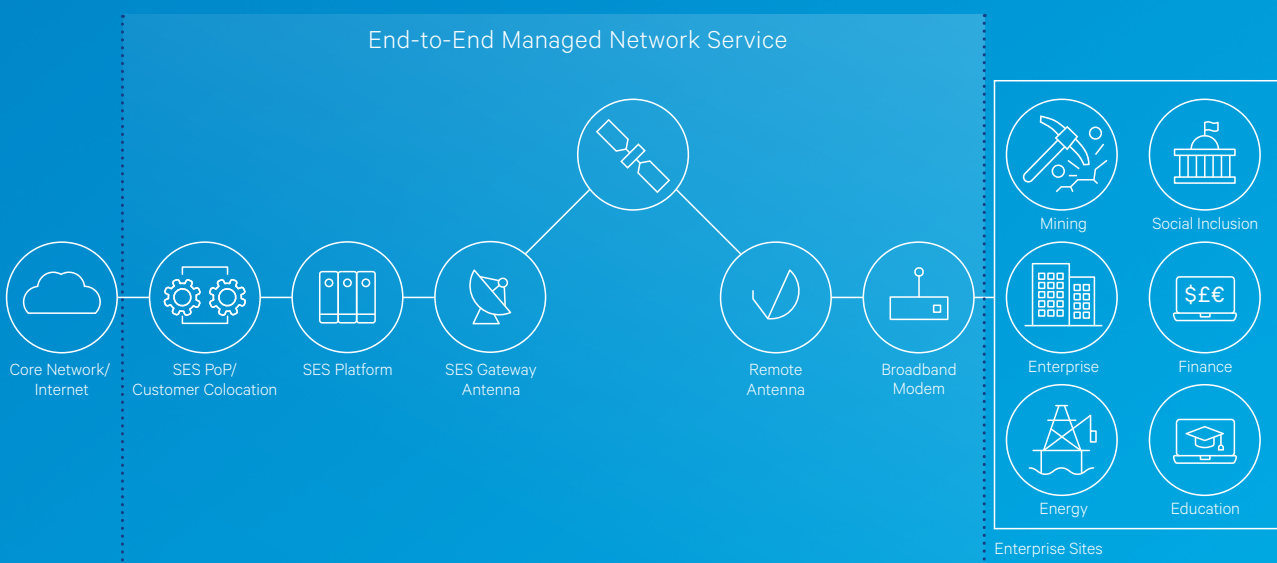 End-to-End Managed Network Service
Core Network/
Internet
SES PoP/
Customer Colocation
SES Platform
SES Gateway
Antenna
Remote
Antenna
Broadband
Modem
Mining
Social Inclusion
Enterprise
$£€
Finance
Energy
Education
Enterprise Sites